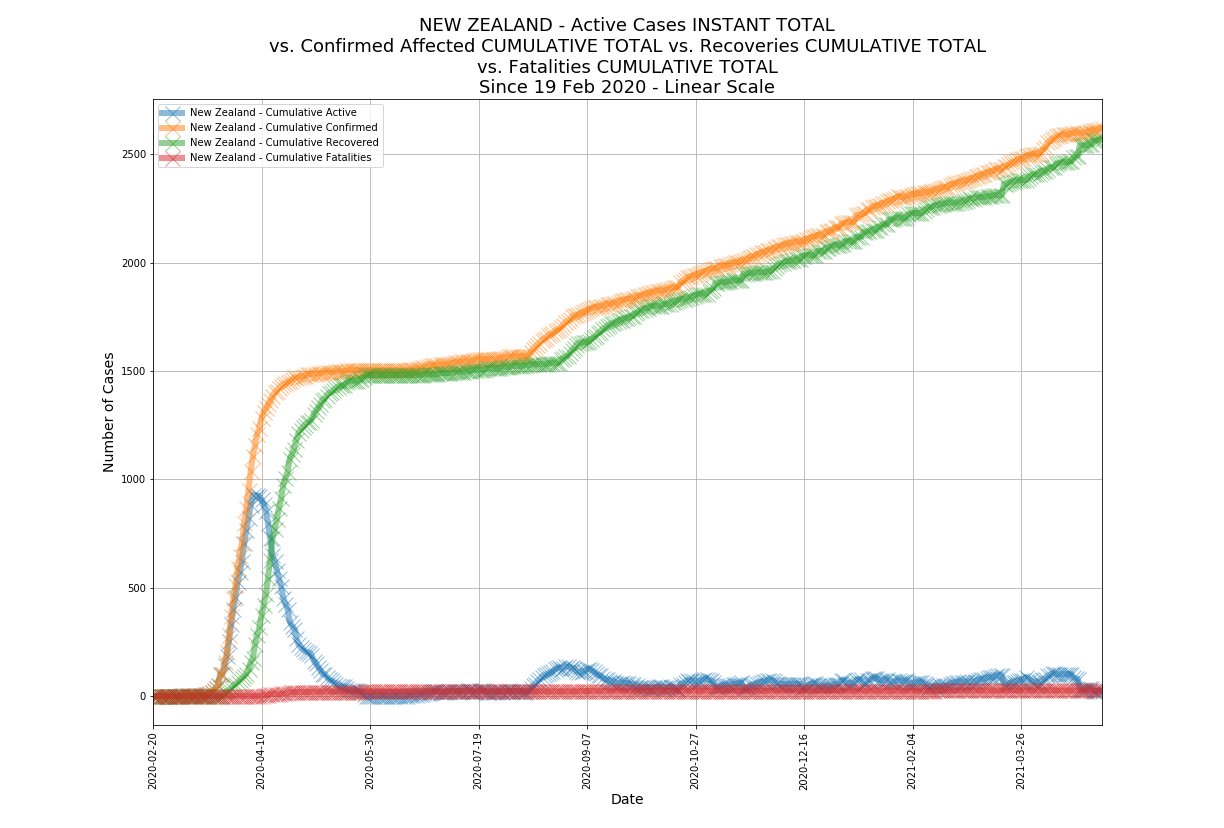 NEW ZEALAND - Active Cases INSTANT TOTAL
vs. Confirmed Affected CUMULATIVE TOTAL vs. Recoveries CUMULATIVE TOTAL
vs. Fatalities CUMULATIVE TOTAL
Since 19 Feb 2020 - Linear Scale
New Zealand - Cumulative Active
New Zealand - Cumulative Confirmed
New Zealand - Cumulative Recovered
New Zealand - Cumulative Fatalities
Number of Cases
2500
2000
1500
1000
500
0
2020-02-20
2020-04-10
2020-05-30
2020-07-19
2020-09-07
2020-10-27
2020-12-16
2021-02-04
2021-03-26
Date